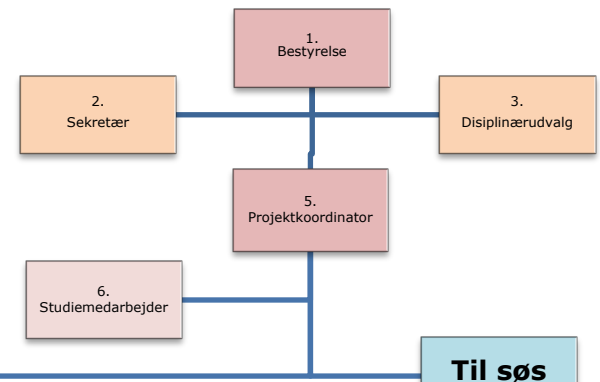 1.
Bestyrelse
2.
Sekretær
3.
Disiplinærudvalg
5.
Projektkoordinator
6.
Studiemedarbejder
Til søs